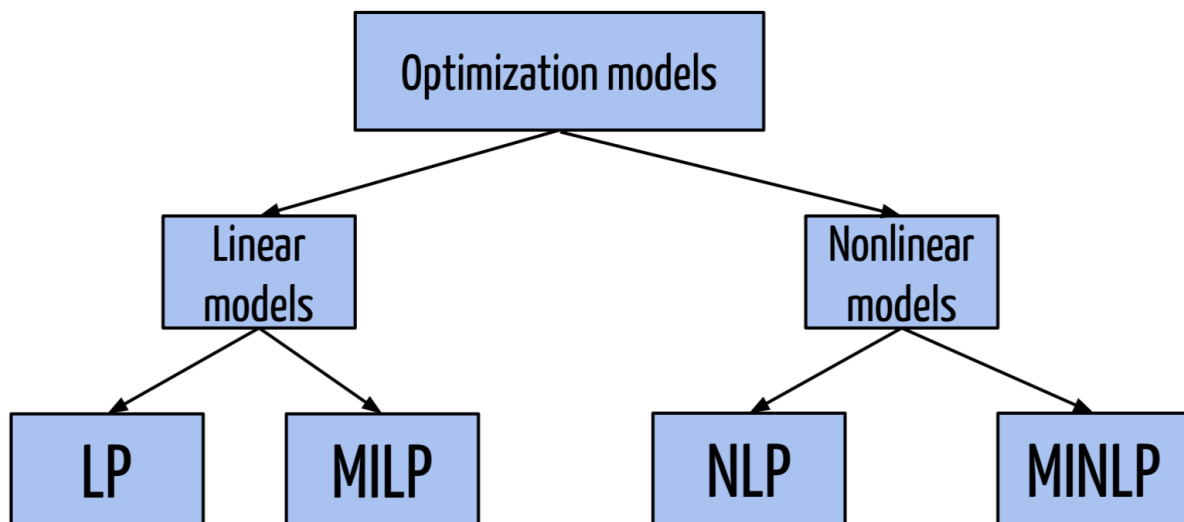 Optimization models
Linear
models
Nonlinear
models
LP
MILP
NLP
MINLP